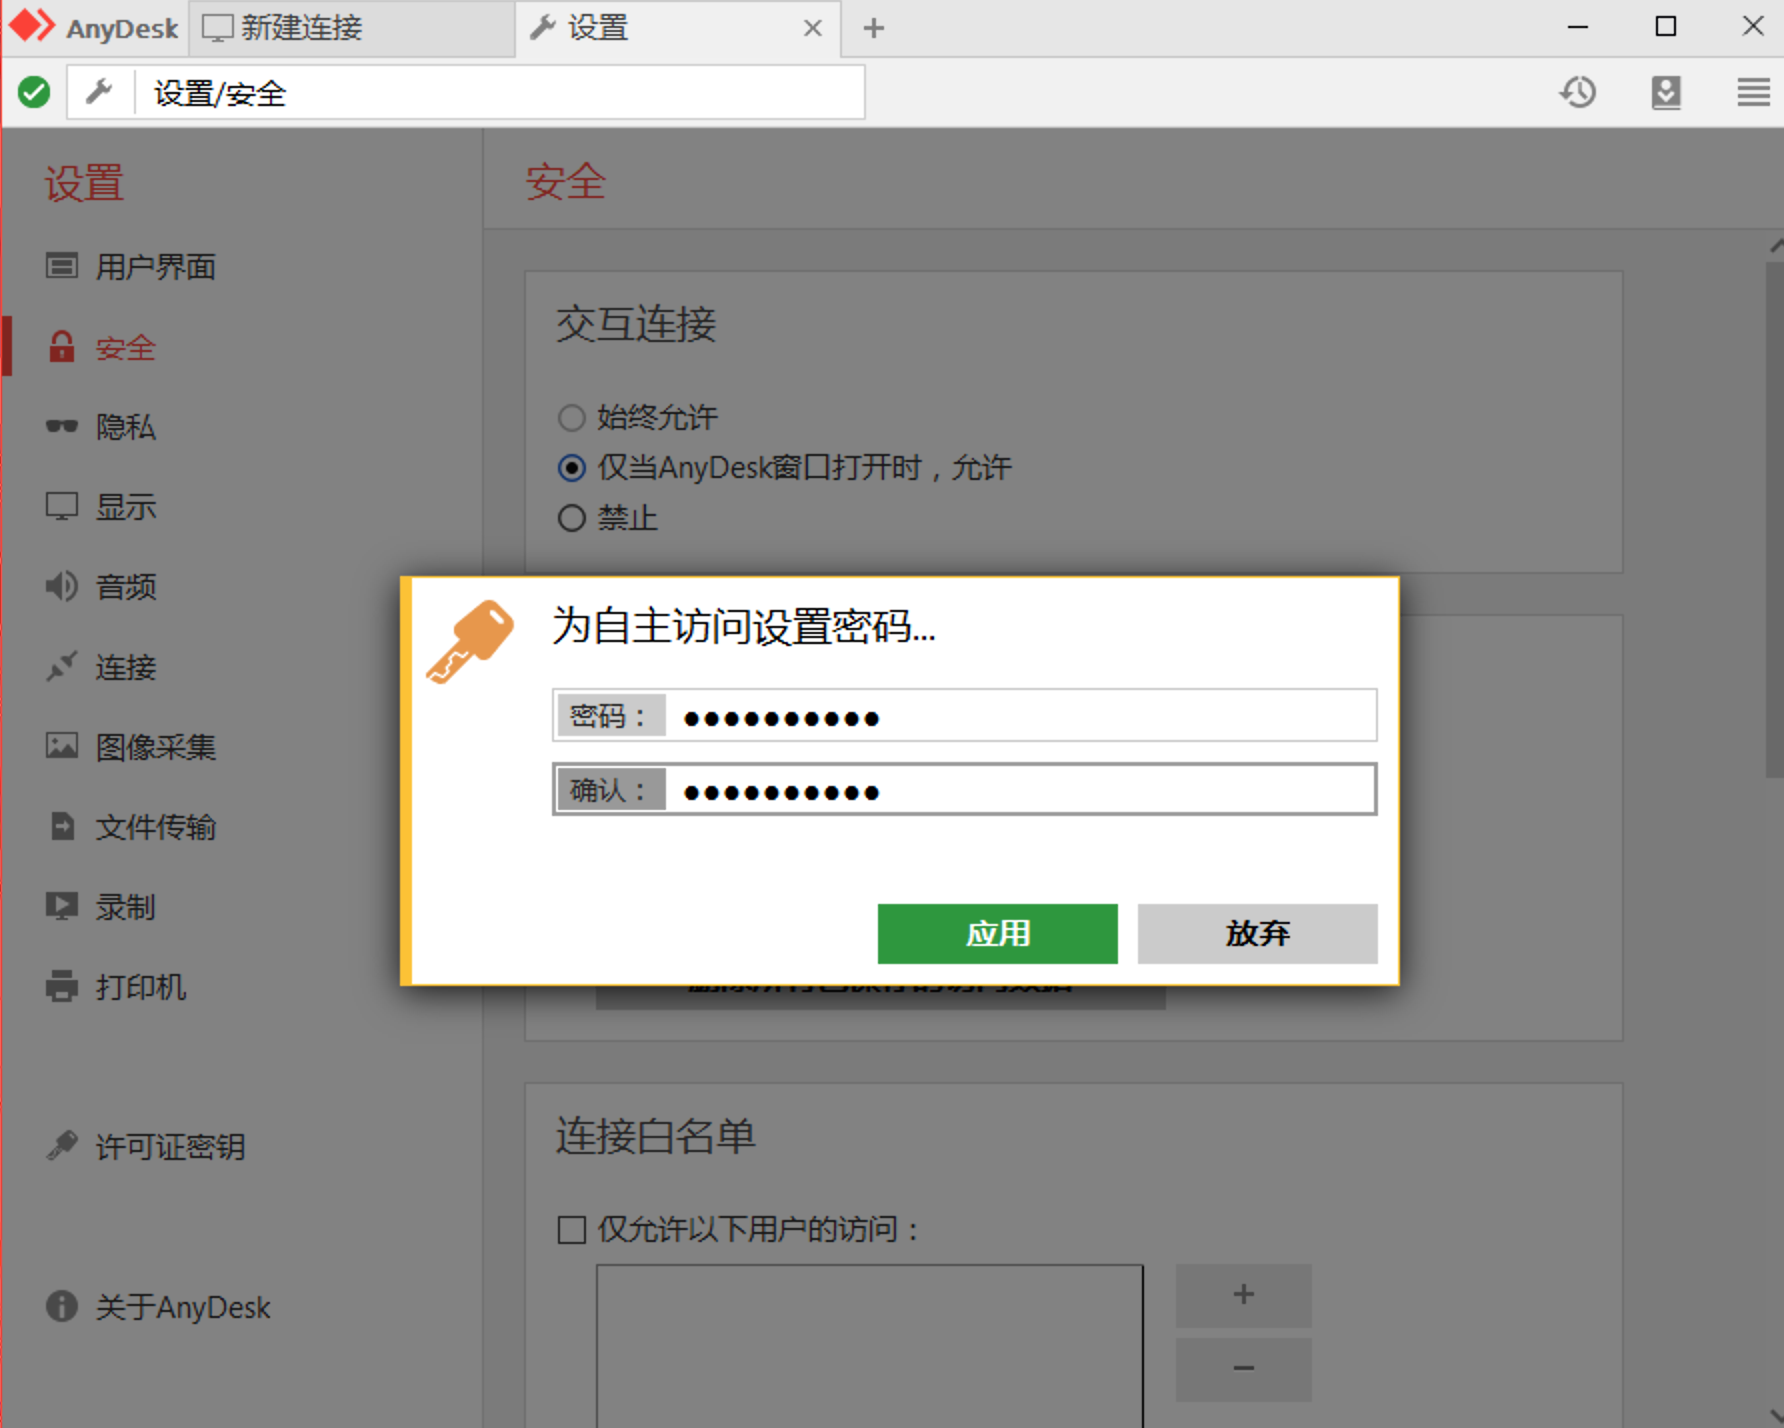 AnyDesk
新建连接
设置
设置/安全
设置
用户界面
安全
隐私
显示
音频
连接
图像采集
文件传输
录制
打印机
许可证密钥
关于AnyDesk
安全
交互连接
始终允许
仅当AnyDesk窗口打开时，允许
禁止
为自主访问设置密码...
密码：
确认：
应用
放弃
连接白名单
仅允许以下用户的访问：